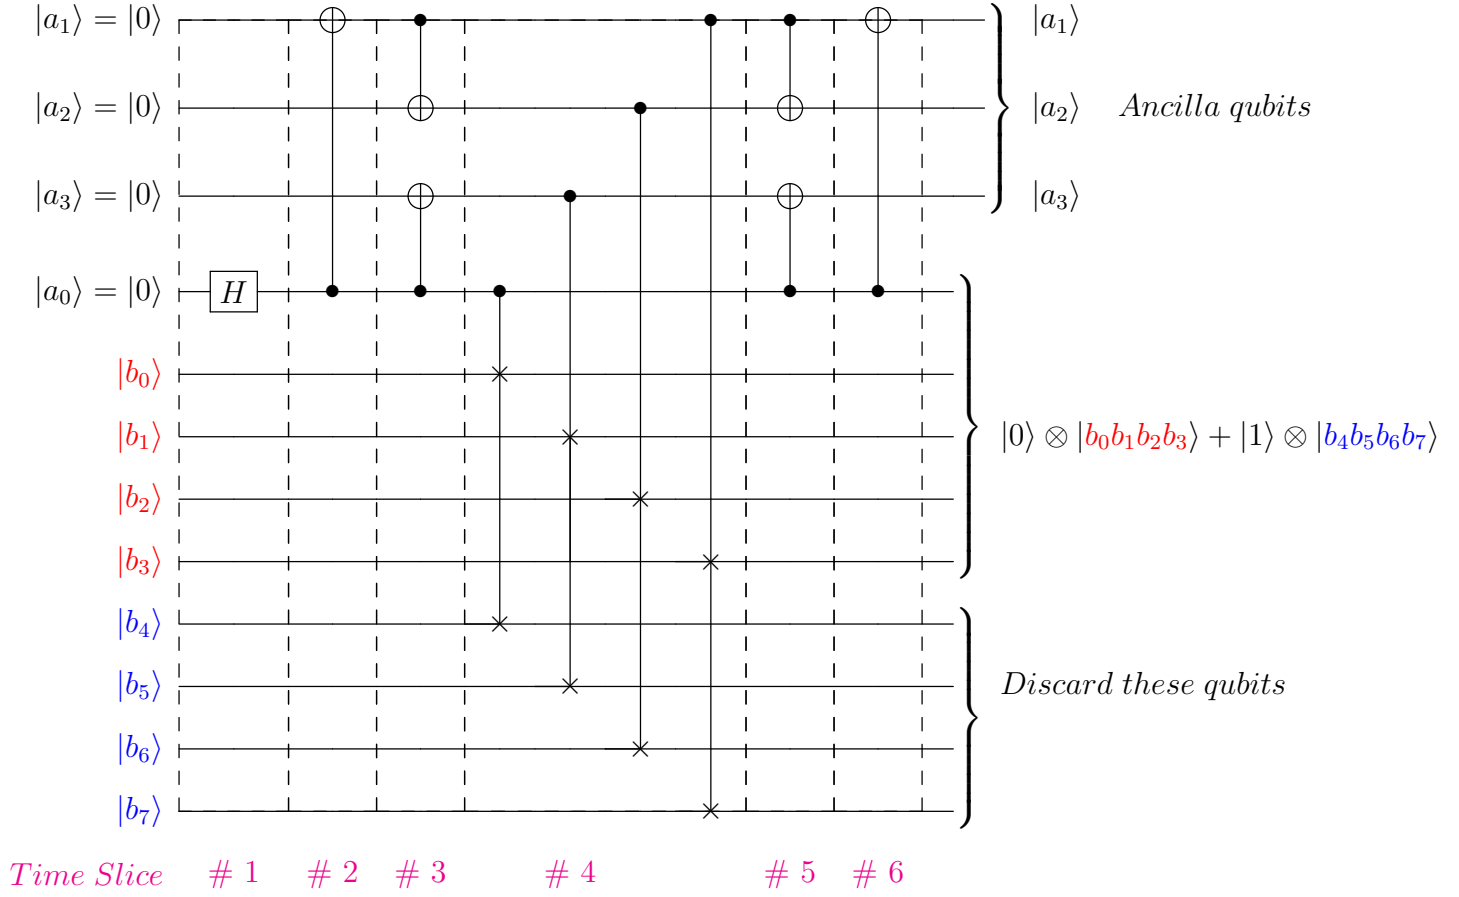 |a₁⟩ = |0⟩ |a₁⟩
|a₂⟩ = |0⟩ |a₂⟩ Ancilla qubits
|a₃⟩ = |0⟩ |a₃⟩
|a₀⟩ = |0⟩ H
|b₀⟩
|b₁⟩ |0⟩ ⊗ |b₀b₁b₂b₃⟩ + |1⟩ ⊗ |b₄b₅b₆b₇⟩
|b₂⟩
|b₃⟩
|b₄⟩
|b₅⟩ Discard these qubits
|b₆⟩
|b₇⟩
Time Slice # 1 # 2 # 3 # 4 # 5 # 6